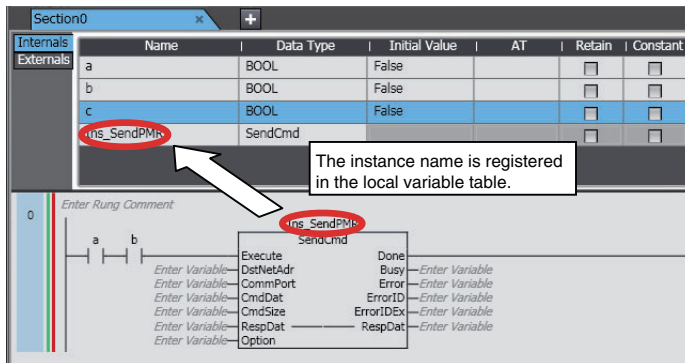 Section0 × +
Internals
Externals
Name Data Type Initial Value AT Retain Constant
a BOOL False
b BOOL False
c BOOL False
Ins_SendPMR SendCmd
The instance name is registered
in the local variable table.
0 Enter Rung Comment
Ins_SendPMR
SendCmd
a b
Execute Done
Enter Variable DstNetAdr Busy Enter Variable
Enter Variable CommPort Error Enter Variable
Enter Variable CmdDat ErrorID Enter Variable
Enter Variable CmdSize ErrorIDEx Enter Variable
Enter Variable RespDat RespDat Enter Variable
Enter Variable Option